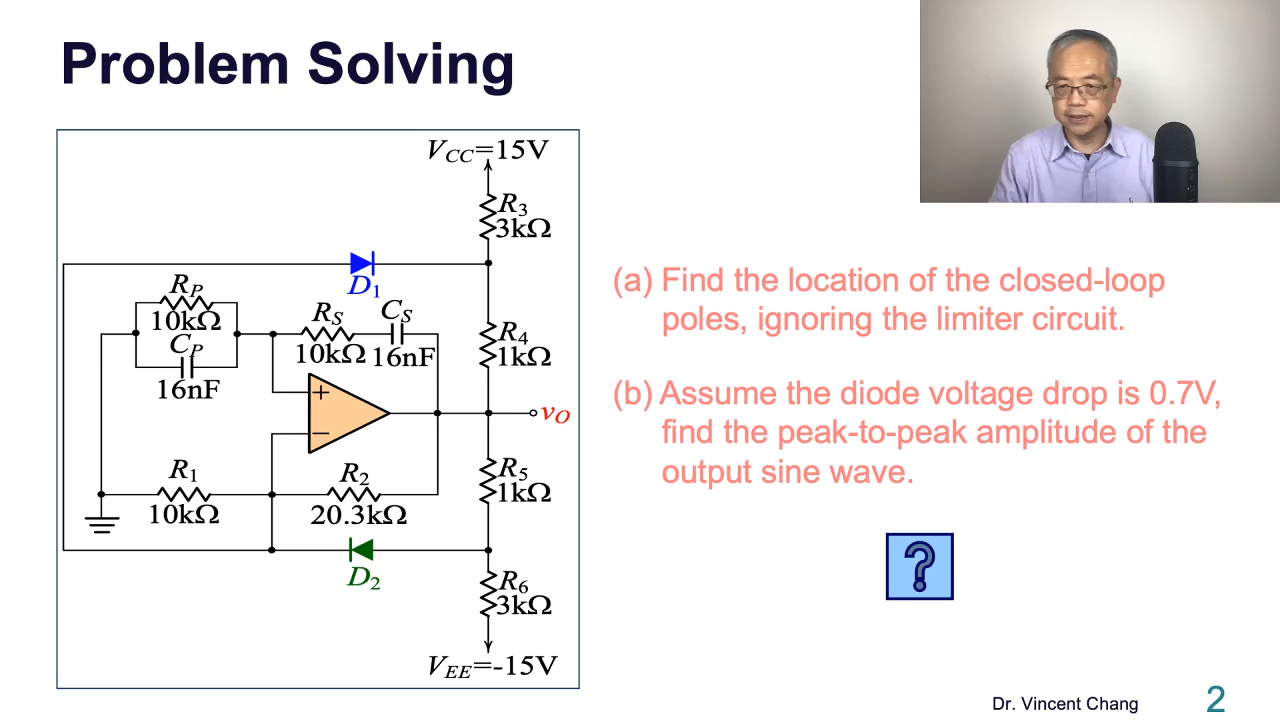 Problem Solving
VCC=15V
R3
3kΩ
D1
RP
10kΩ
CP
16nF
RS
10kΩ
CS
16nF
R4
1kΩ
+
−
vO
R1
10kΩ
R2
20.3kΩ
R5
1kΩ
D2
R6
3kΩ
VEE=-15V
(a) Find the location of the closed-loop
poles, ignoring the limiter circuit.
(b) Assume the diode voltage drop is 0.7V,
find the peak-to-peak amplitude of the
output sine wave.
?
Dr. Vincent Chang
2